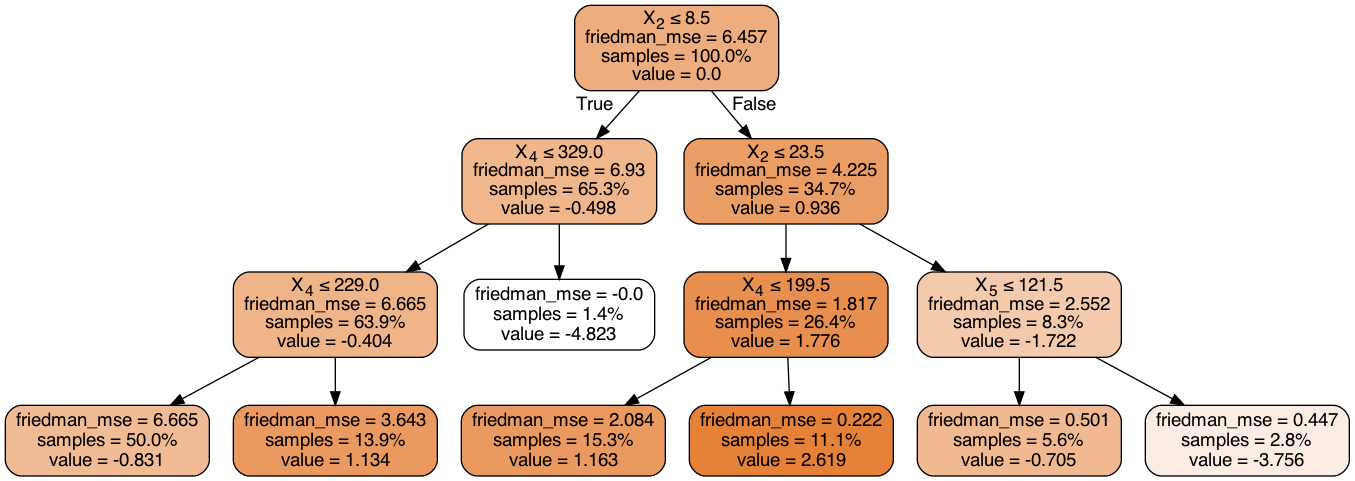 X2 ≤ 8.5
friedman_mse = 6.457
samples = 100.0%
value = 0.0
True
False
X4 ≤ 329.0
friedman_mse = 6.93
samples = 65.3%
value = -0.498
X2 ≤ 23.5
friedman_mse = 4.225
samples = 34.7%
value = 0.936
X4 ≤ 229.0
friedman_mse = 6.665
samples = 63.9%
value = -0.404
friedman_mse = -0.0
samples = 1.4%
value = -4.823
X4 ≤ 199.5
friedman_mse = 1.817
samples = 26.4%
value = 1.776
X5 ≤ 121.5
friedman_mse = 2.552
samples = 8.3%
value = -1.722
friedman_mse = 6.665
samples = 50.0%
value = -0.831
friedman_mse = 3.643
samples = 13.9%
value = 1.134
friedman_mse = 2.084
samples = 15.3%
value = 1.163
friedman_mse = 0.222
samples = 11.1%
value = 2.619
friedman_mse = 0.501
samples = 5.6%
value = -0.705
friedman_mse = 0.447
samples = 2.8%
value = -3.756